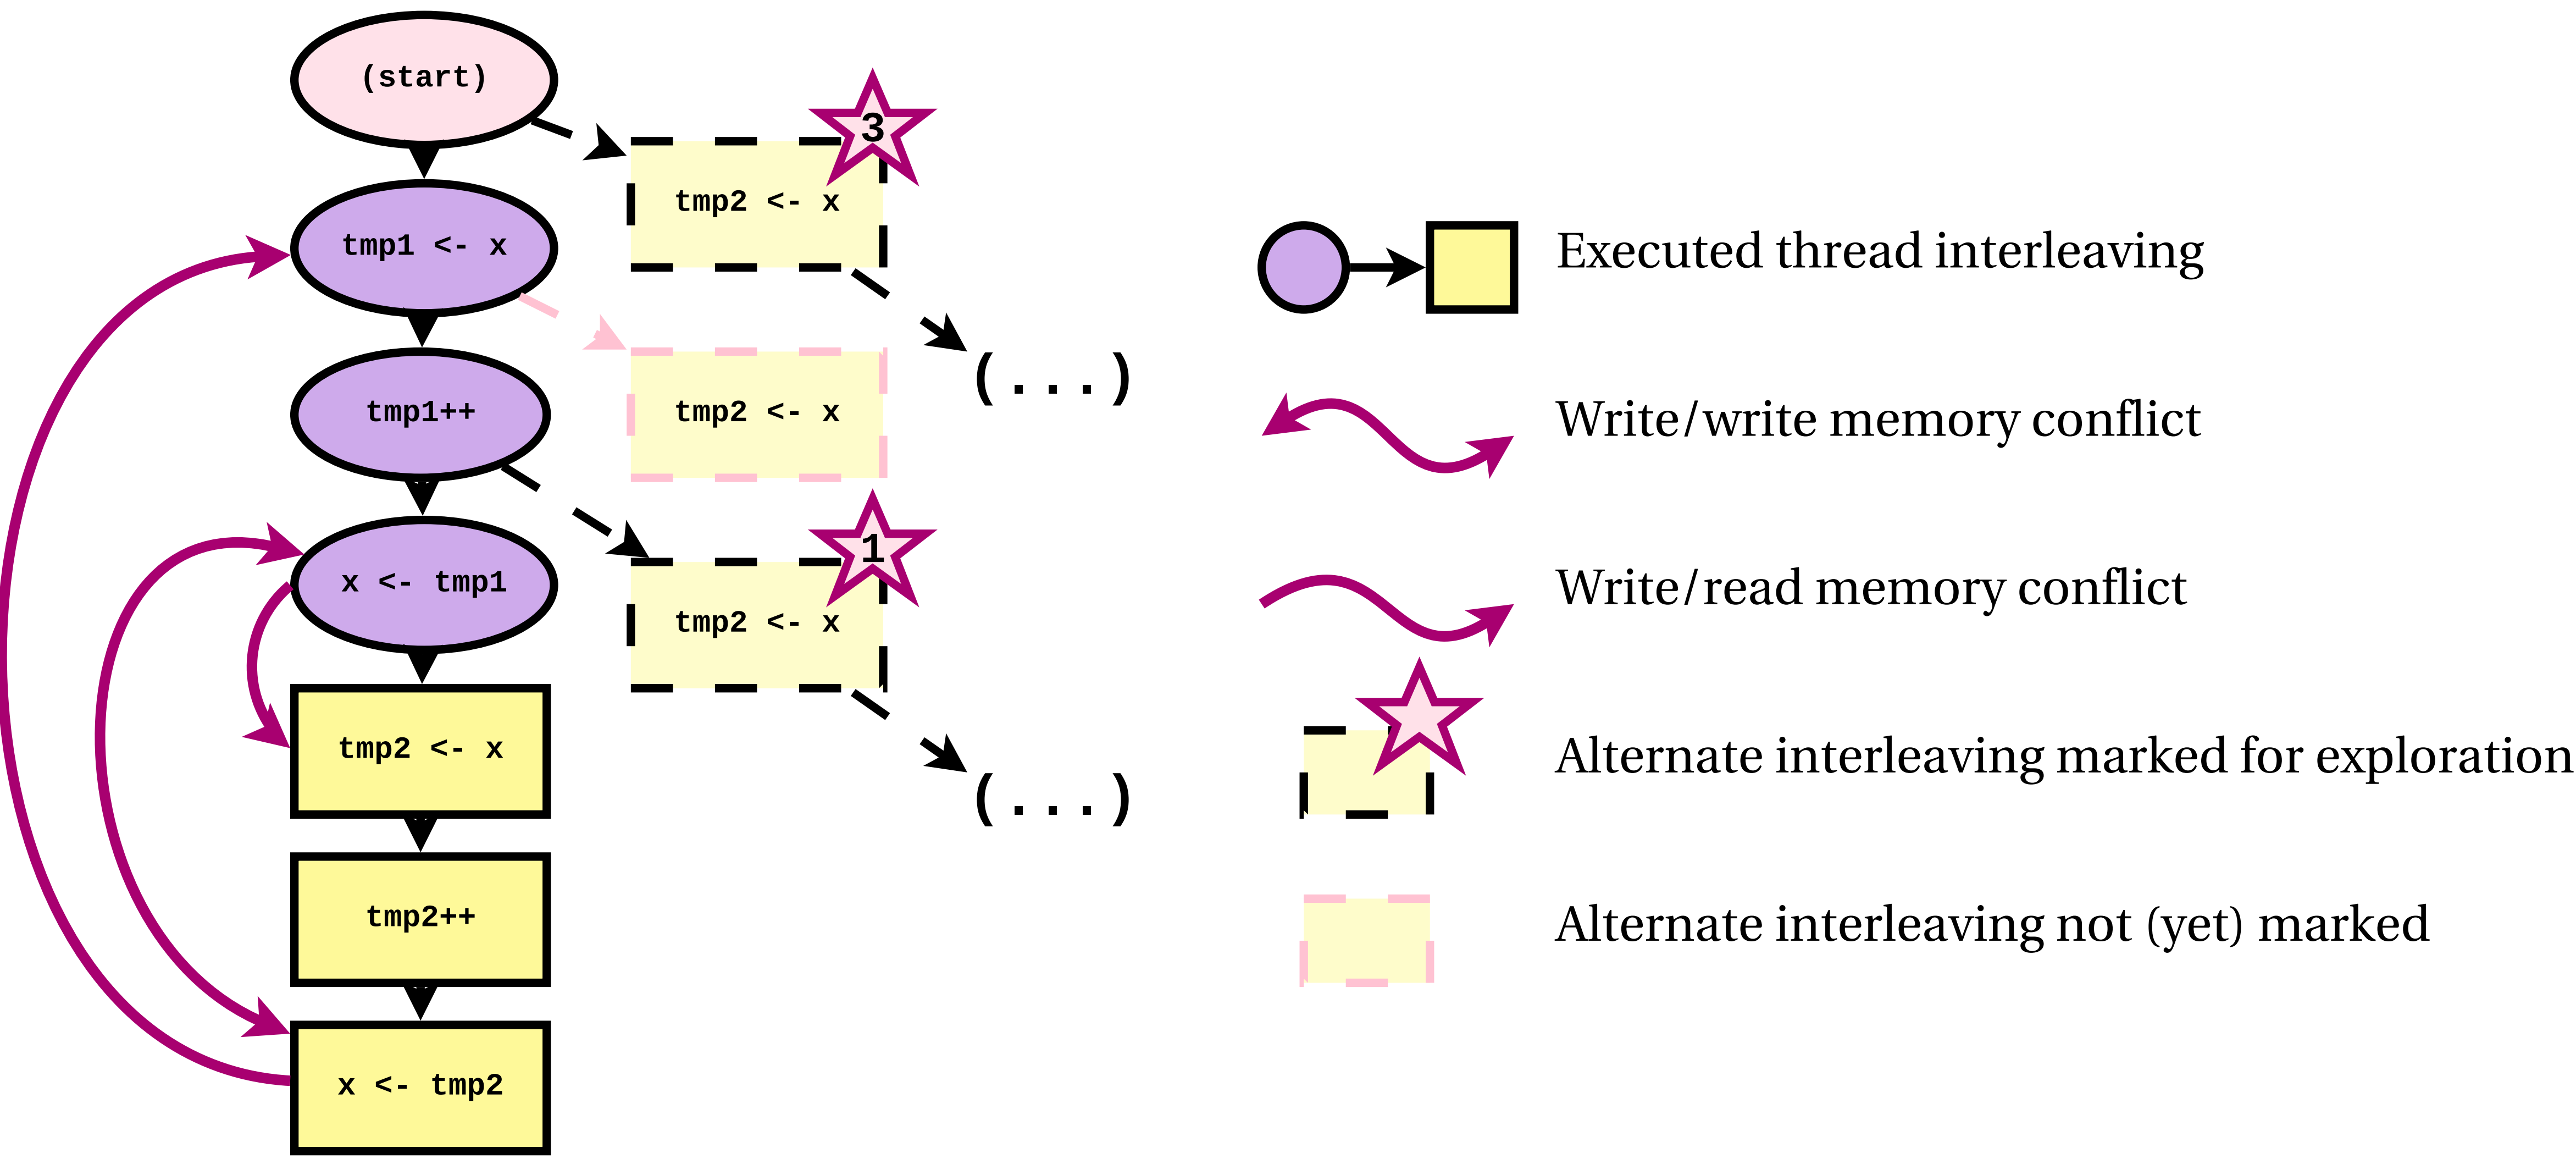 (start)
3
tmp2 <- x
tmp1 <- x
(...)
tmp1++
tmp2 <- x
1
x <- tmp1
tmp2 <- x
tmp2 <- x
(...)
tmp2++
x <- tmp2
Executed thread interleaving
Write/write memory conflict
Write/read memory conflict
Alternate interleaving marked for exploration
Alternate interleaving not (yet) marked